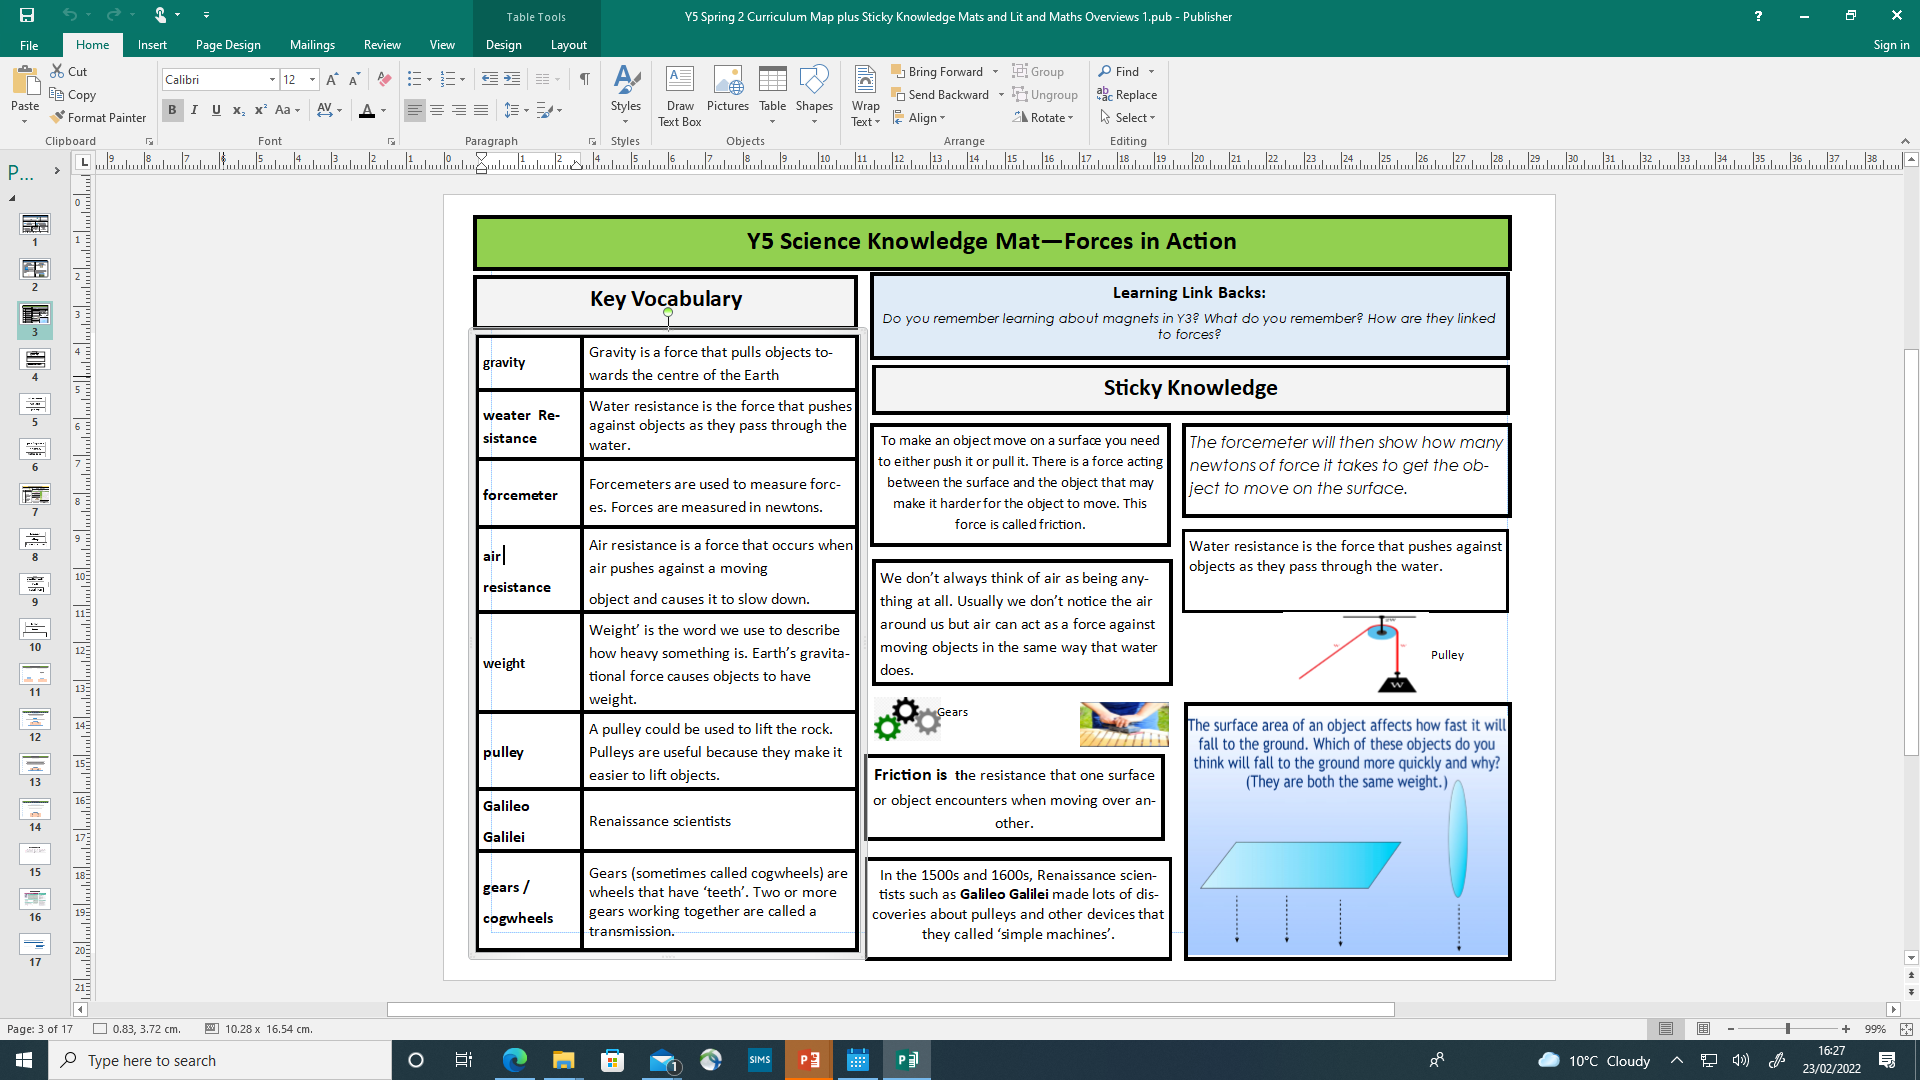 Table Tools
Y5 Spring 2 Curriculum Map plus Sticky Knowledge Mats and Lit and Maths Overviews 1.pub - Publisher
File Home Insert Page Design Mailings Review View Design Layout
Sign in
Paste
Cut
Copy
Format Painter
Clipboard
Calibri 12
Font
Paragraph
Styles
Styles
Draw Text Box
Pictures
Table
Shapes
Objects
Wrap Text
Bring Forward
Send Backward
Align
Group
Ungroup
Rotate
Arrange
Find
Replace
Select
Editing
P...
1
2
3
4
5
6
7
8
9
10
11
12
13
14
15
16
17
Y5 Science Knowledge Mat—Forces in Action
Key Vocabulary
gravity
Gravity is a force that pulls objects to-
wards the centre of the Earth
weater Re-
sistance
Water resistance is the force that pushes
against objects as they pass through the
water.
forcemeter
Forcemeters are used to measure forc-
es. Forces are measured in newtons.
air
resistance
Air resistance is a force that occurs when
air pushes against a moving
object and causes it to slow down.
weight
Weight’ is the word we use to describe
how heavy something is. Earth’s gravita-
tional force causes objects to have
weight.
pulley
A pulley could be used to lift the rock.
Pulleys are useful because they make it
easier to lift objects.
Galileo
Galilei
Renaissance scientists
gears /
cogwheels
Gears (sometimes called cogwheels) are
wheels that have ‘teeth’. Two or more
gears working together are called a
transmission.
Learning Link Backs:
Do you remember learning about magnets in Y3? What do you remember? How are they linked
to forces?
Sticky Knowledge
To make an object move on a surface you need
to either push it or pull it. There is a force acting
between the surface and the object that may
make it harder for the object to move. This
force is called friction.
We don’t always think of air as being any-
thing at all. Usually we don’t notice the air
around us but air can act as a force against
moving objects in the same way that water
does.
Gears
Friction is the resistance that one surface
or object encounters when moving over an-
other.
In the 1500s and 1600s, Renaissance scien-
tists such as Galileo Galilei made lots of dis-
coveries about pulleys and other devices that
they called ‘simple machines’.
The forcemeter will then show how many
newtons of force it takes to get the ob-
ject to move on the surface.
Water resistance is the force that pushes against
objects as they pass through the water.
W
Pulley
The surface area of an object affects how fast it will
fall to the ground. Which of these objects do you
think will fall to the ground more quickly and why?
(They are both the same weight.)
Page: 3 of 17
0.83, 3.72 cm.
10.28 x 16.54 cm.
99%
Type here to search
SIMS
10°C Cloudy
16:27
23/02/2022